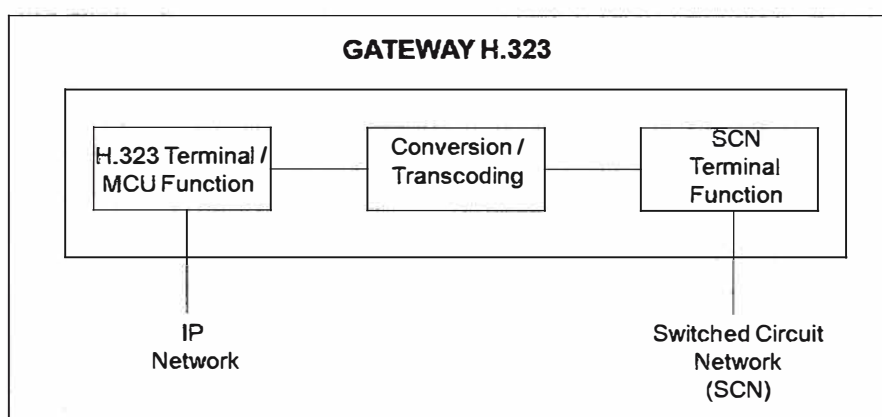 GATEWAY H.323
H.323 Terminal /
MCU Function
Conversion /
Transcoding
SCN
Terminal
Function
IP
Network
Switched Circuit
Network
(SCN)